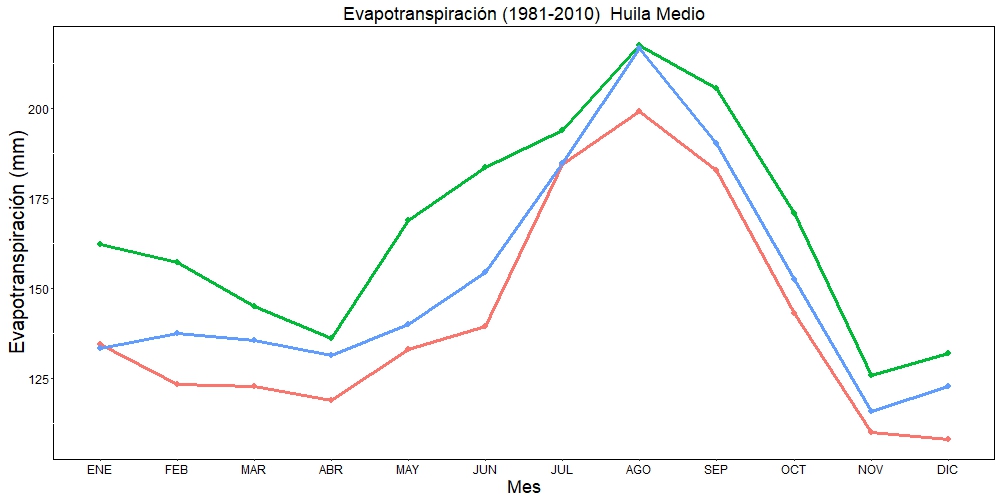 Evapotranspiración (1981-2010)  Huila Medio
Evapotranspiración (mm)
200
175
150
125
ENE FEB MAR ABR MAY JUN JUL AGO SEP OCT NOV DIC
Mes